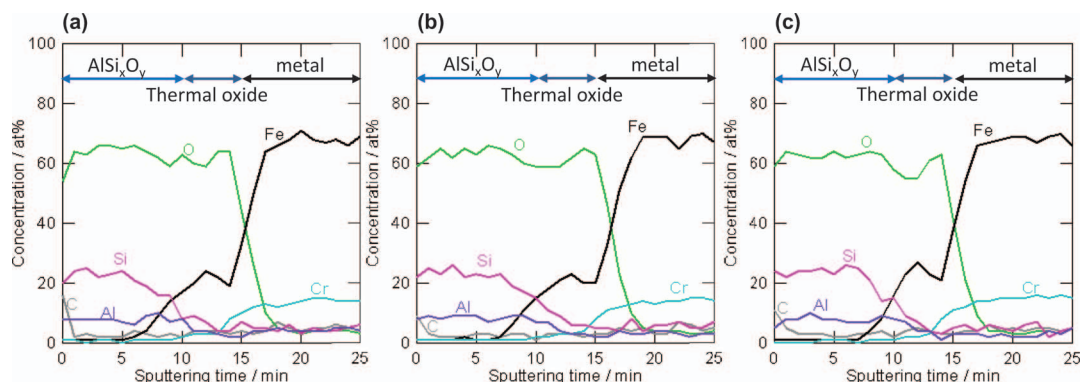 (a)
(b)
(c)
100
80
60
40
20
0
Concentration / at%
AlSixOy
metal
Thermal oxide
Fe
O
Si
C
Al
Cr
0
5
10
15
20
25
Sputtering time / min
100
80
60
40
20
0
Concentration / at%
AlSixOy
metal
Thermal oxide
Fe
O
Si
C
Al
Cr
0
5
10
15
20
25
Sputtering time / min
100
80
60
40
20
0
Concentration / at%
AlSixOy
metal
Thermal oxide
Fe
O
Si
C
Al
Cr
0
5
10
15
20
25
Sputtering time / min